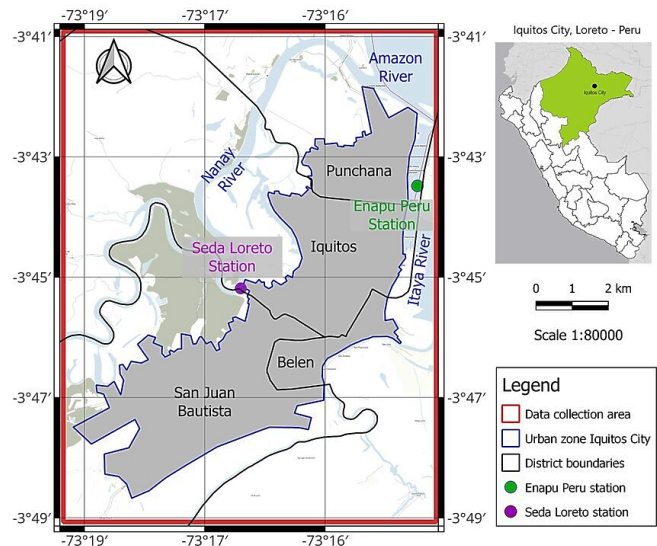 -73°19′ -73°17′ -73°16′
-3°41′ -3°41′
Amazon
River
-3°43′ -3°43′
Nanay
River
Punchana
Enapu Peru
Station
Seda Loreto
Station
Iquitos
Itaya River
-3°45′ -3°45′
Belen
San Juan
Bautista
-3°47′ -3°47′
-3°49′ -3°49′
-73°19′ -73°17′ -73°16′
Iquitos City, Loreto - Peru
Iquitos City
0 1 2 km
Scale 1:80000
Legend
Data collection area
Urban zone Iquitos City
District boundaries
Enapu Peru station
Seda Loreto station